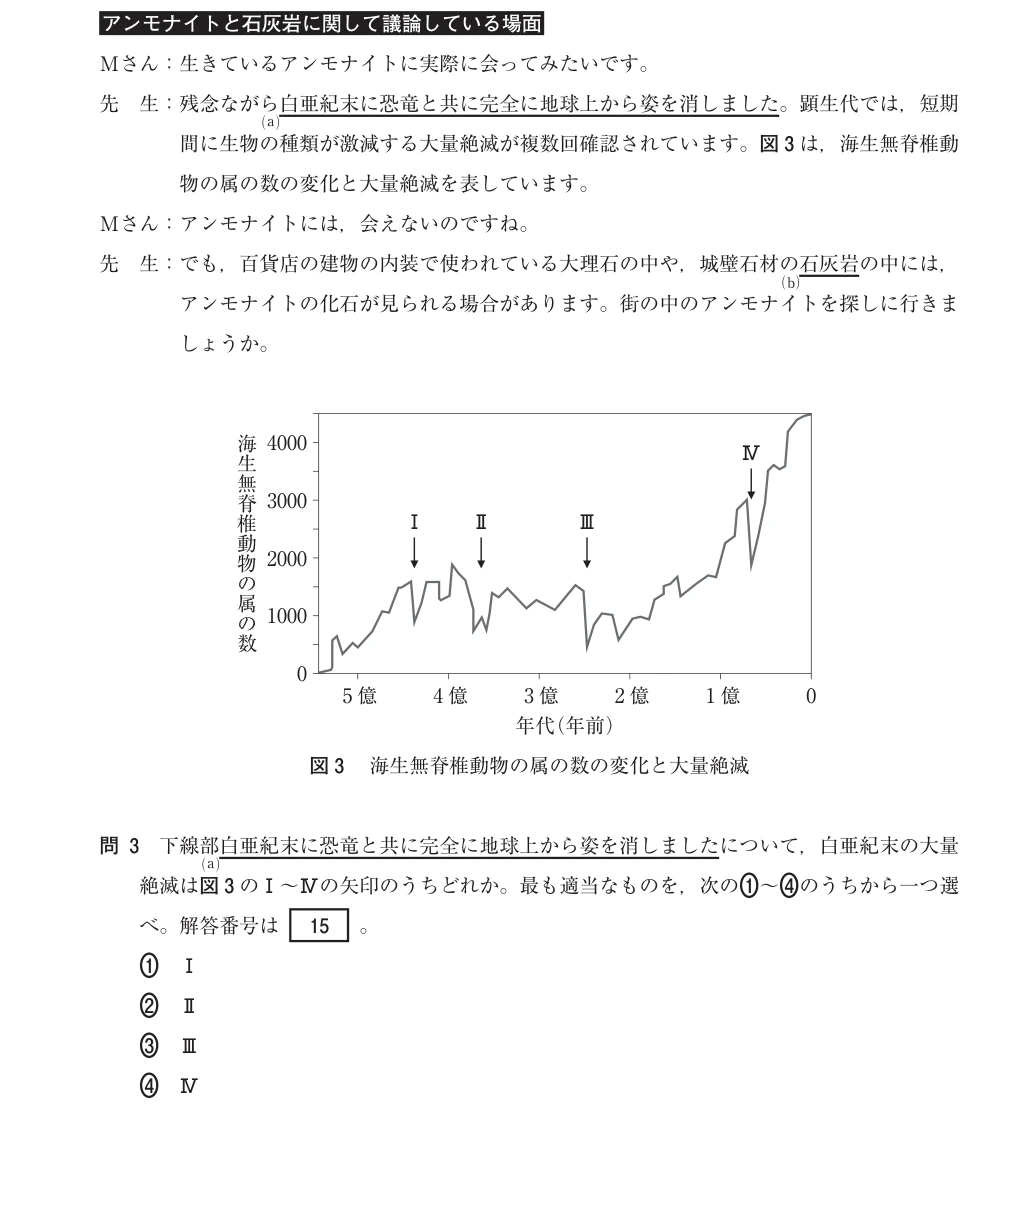 アンモナイトと石灰岩に関して議論している場面
Mさん：生きているアンモナイトに実際に会ってみたいです。
先　生：残念ながら白亜紀末に恐竜と共に完全に地球上から姿を消しました。顕生代では，短期
(a)
間に生物の種類が激減する大量絶滅が複数回確認されています。図3は，海生無脊椎動
物の属の数の変化と大量絶滅を表しています。
Mさん：アンモナイトには，会えないのですね。
先　生：でも，百貨店の建物の内装で使われている大理石の中や，城壁石材の石灰岩の中には，
(b)
アンモナイトの化石が見られる場合があります。街の中のアンモナイトを探しに行きま
しょうか。
海生無脊椎動物の属の数
4000
3000
2000
1000
0
Ⅰ
Ⅱ
Ⅲ
Ⅳ
5億
4億
3億
2億
1億
0
年代(年前)
図3　海生無脊椎動物の属の数の変化と大量絶滅
問3　下線部白亜紀末に恐竜と共に完全に地球上から姿を消しましたについて，白亜紀末の大量
(a)
絶滅は図3のⅠ～Ⅳの矢印のうちどれか。最も適当なものを，次の①～④のうちから一つ選
べ。解答番号は 15 。
①　Ⅰ
②　Ⅱ
③　Ⅲ
④　Ⅳ